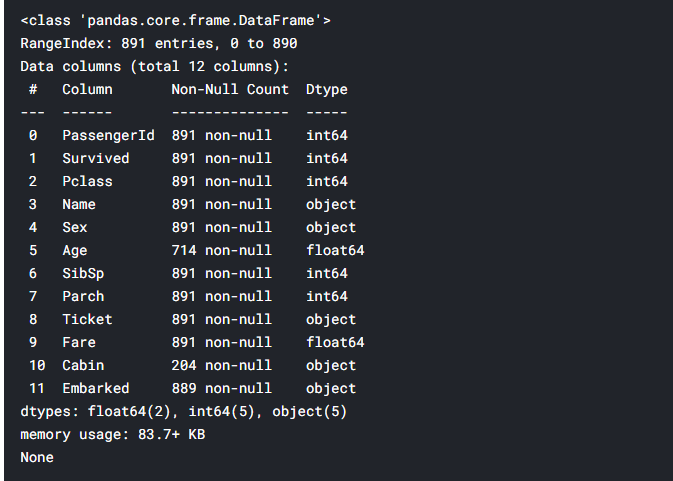 <class 'pandas.core.frame.DataFrame'>
RangeIndex: 891 entries, 0 to 890
Data columns (total 12 columns):
 #   Column       Non-Null Count  Dtype
---  ------       --------------  -----
 0   PassengerId  891 non-null    int64
 1   Survived     891 non-null    int64
 2   Pclass       891 non-null    int64
 3   Name         891 non-null    object
 4   Sex          891 non-null    object
 5   Age          714 non-null    float64
 6   SibSp        891 non-null    int64
 7   Parch        891 non-null    int64
 8   Ticket       891 non-null    object
 9   Fare         891 non-null    float64
 10  Cabin        204 non-null    object
 11  Embarked     889 non-null    object
dtypes: float64(2), int64(5), object(5)
memory usage: 83.7+ KB
None